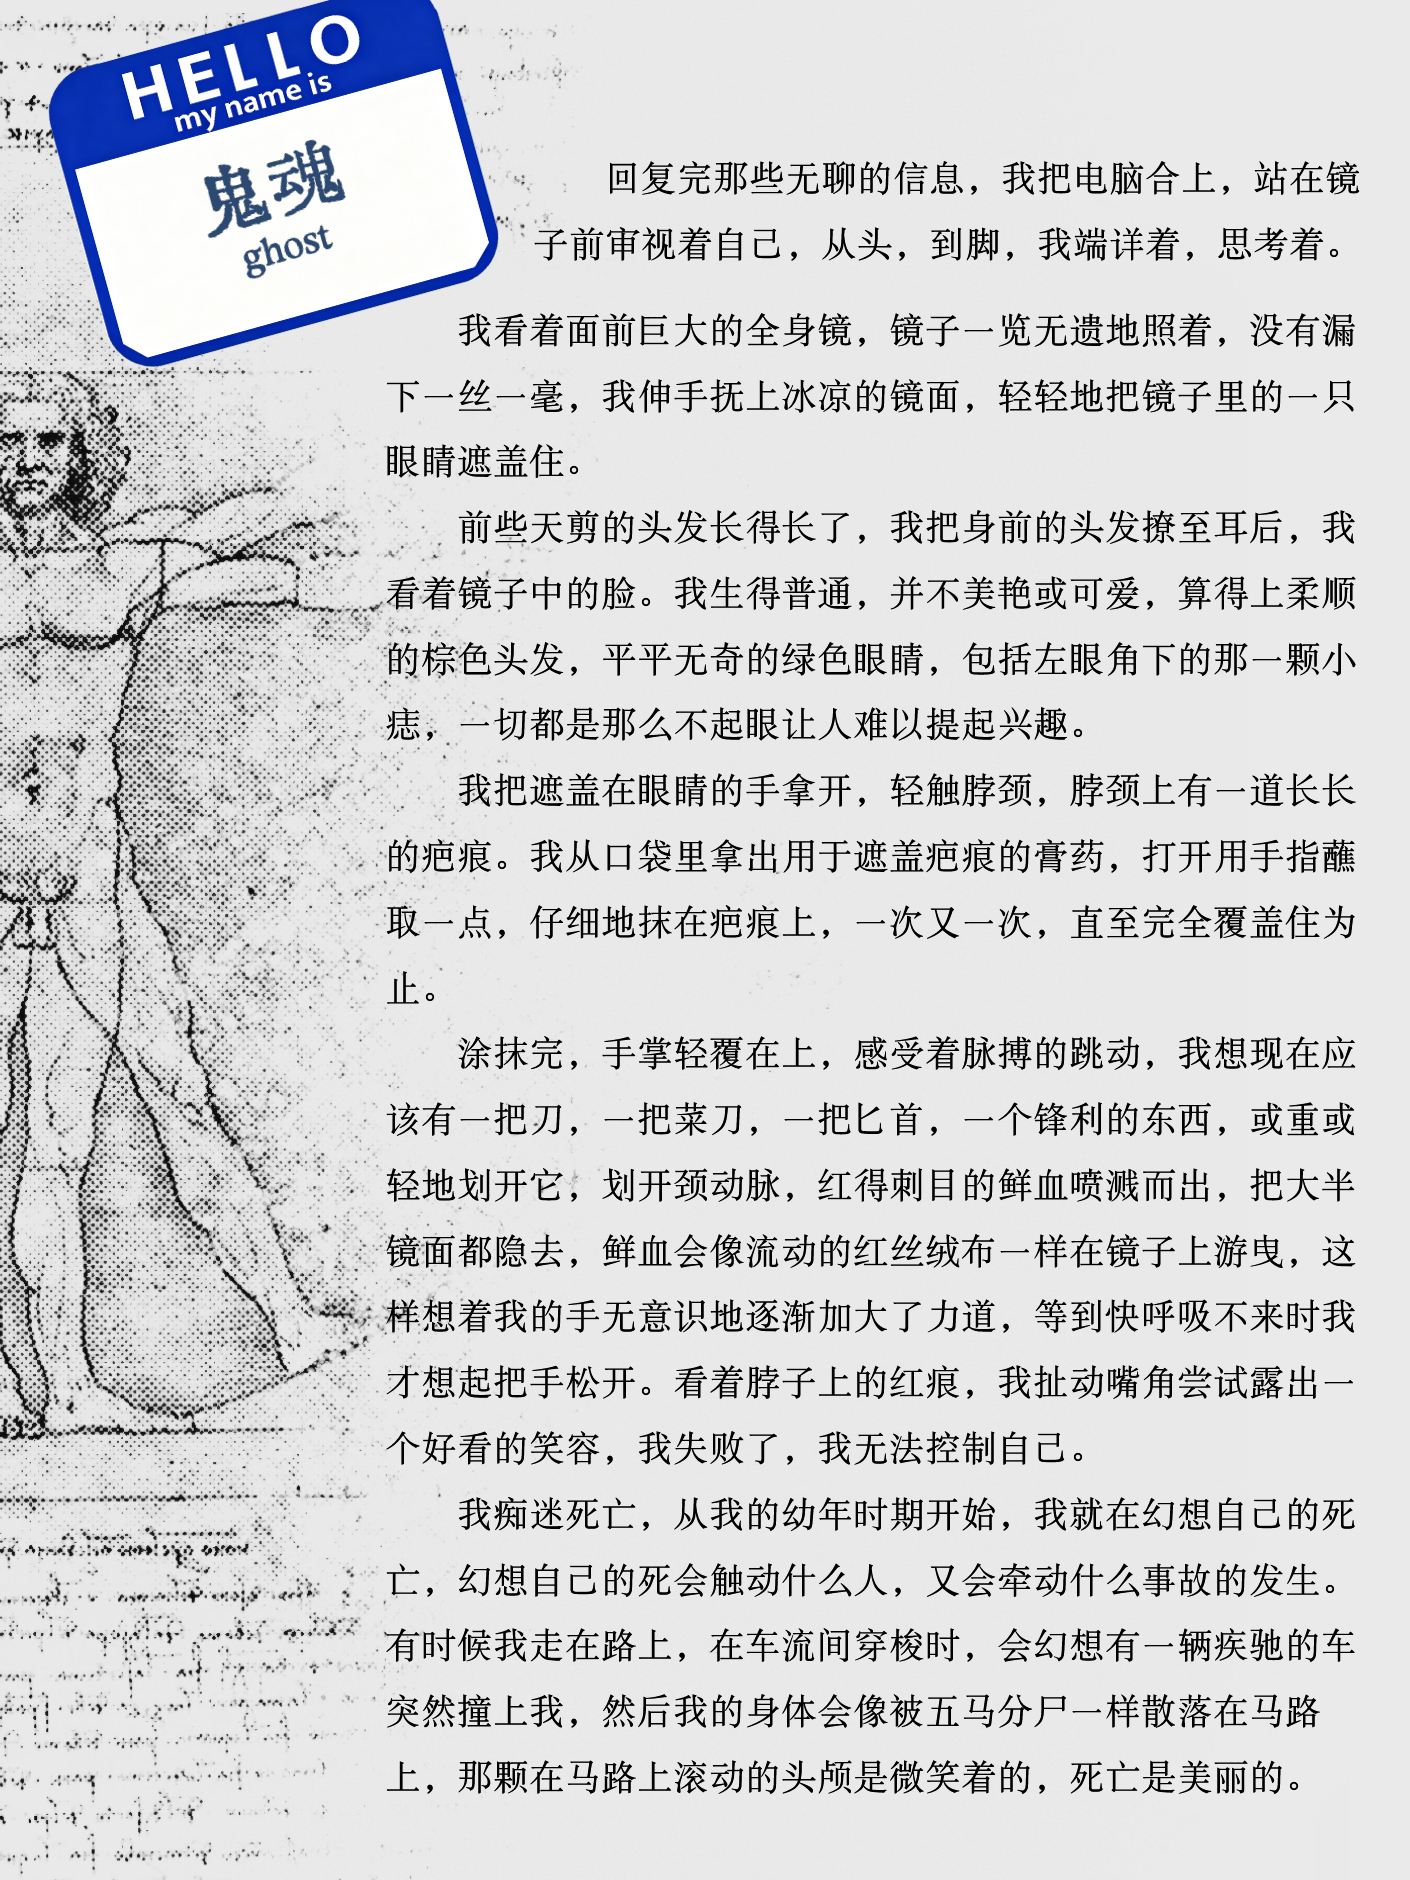 HELLO
my name is
鬼魂
ghost
回复完那些无聊的信息，我把电脑合上，站在镜
子前审视着自己，从头，到脚，我端详着，思考着。
我看着面前巨大的全身镜，镜子一览无遗地照着，没有漏
下一丝一毫，我伸手抚上冰凉的镜面，轻轻地把镜子里的一只
眼睛遮盖住。
前些天剪的头发长得长了，我把身前的头发撩至耳后，我
看着镜子中的脸。我生得普通，并不美艳或可爱，算得上柔顺
的棕色头发，平平无奇的绿色眼睛，包括左眼角下的那一颗小
痣，一切都是那么不起眼让人难以提起兴趣。
我把遮盖在眼睛的手拿开，轻触脖颈，脖颈上有一道长长
的疤痕。我从口袋里拿出用于遮盖疤痕的膏药，打开用手指蘸
取一点，仔细地抹在疤痕上，一次又一次，直至完全覆盖住为
止。
涂抹完，手掌轻覆在上，感受着脉搏的跳动，我想现在应
该有一把刀，一把菜刀，一把匕首，一个锋利的东西，或重或
轻地划开它，划开颈动脉，红得刺目的鲜血喷溅而出，把大半
镜面都隐去，鲜血会像流动的红丝绒布一样在镜子上游曳，这
样想着我的手无意识地逐渐加大了力道，等到快呼吸不来时我
才想起把手松开。看着脖子上的红痕，我扯动嘴角尝试露出一
个好看的笑容，我失败了，我无法控制自己。
我痴迷死亡，从我的幼年时期开始，我就在幻想自己的死
亡，幻想自己的死会触动什么人，又会牵动什么事故的发生。
有时候我走在路上，在车流间穿梭时，会幻想有一辆疾驰的车
突然撞上我，然后我的身体会像被五马分尸一样散落在马路
上，那颗在马路上滚动的头颅是微笑着的，死亡是美丽的。